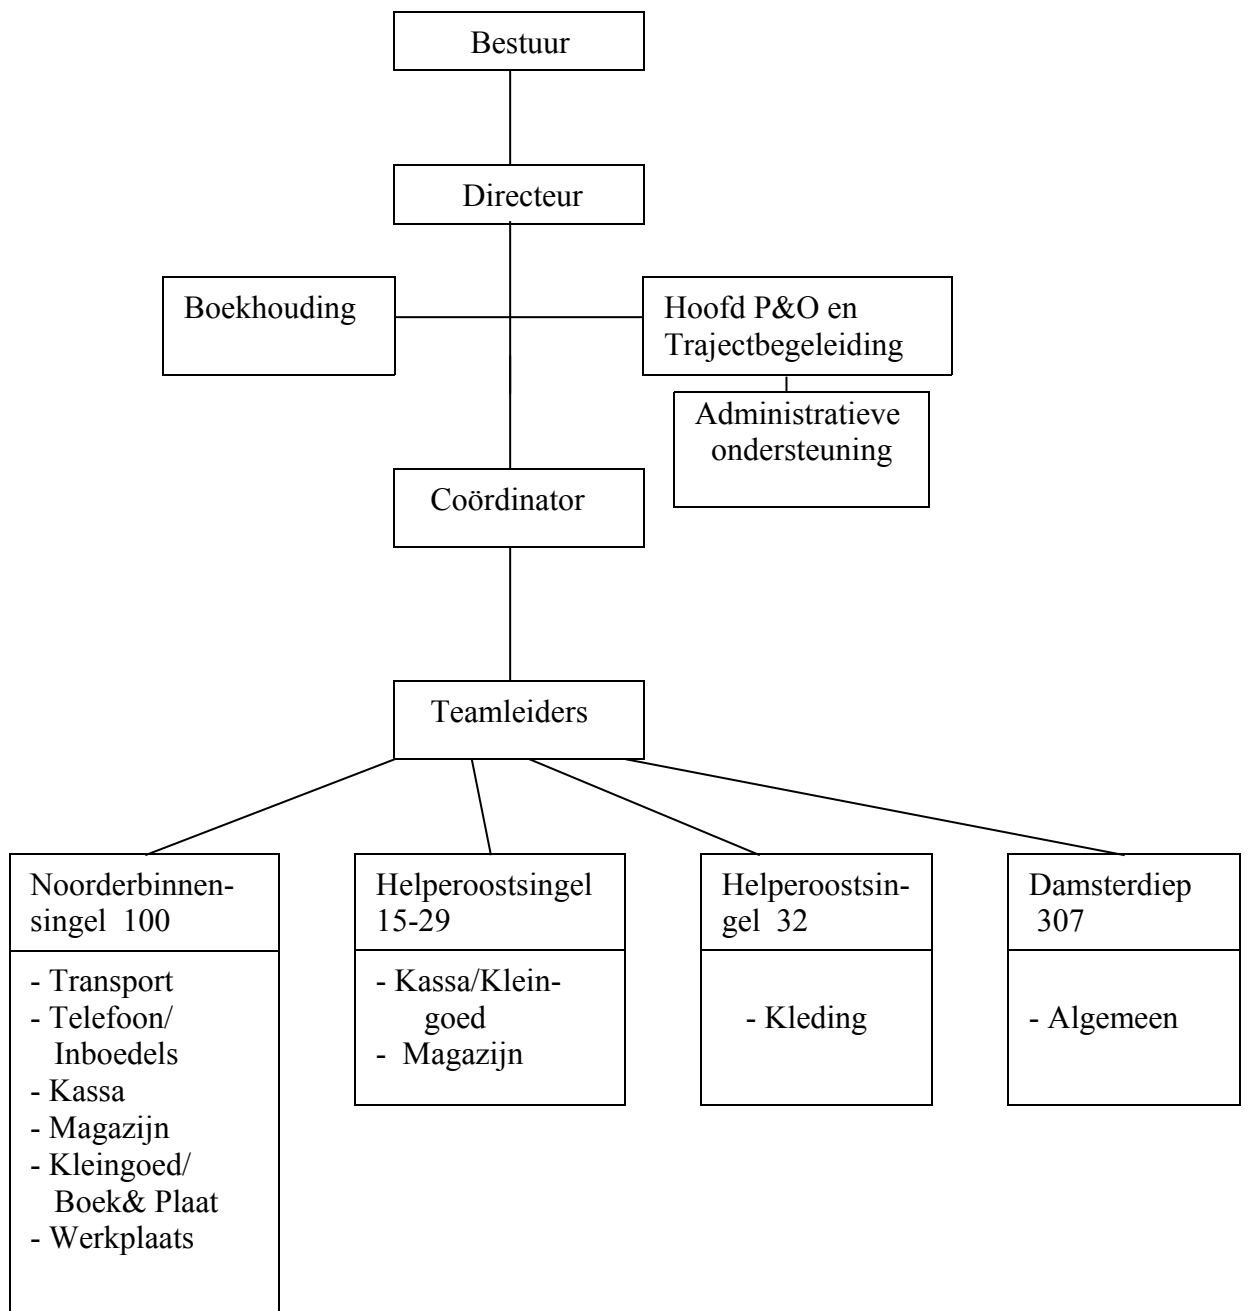 Bestuur
Directeur
Boekhouding
Hoofd P&O en
Trajectbegeleiding
Administratieve
ondersteuning
Coördinator
Teamleiders
Noorderbinnen-
singel 100
- Transport
- Telefoon/
Inboedels
- Kassa
- Magazijn
- Kleingoed/
Boek& Plaat
- Werkplaats
Helperoostsingel
15-29
- Kassa/Klein-
goed
- Magazijn
Helperoostsin-
gel 32
- Kleding
Damsterdiep
307
- Algemeen